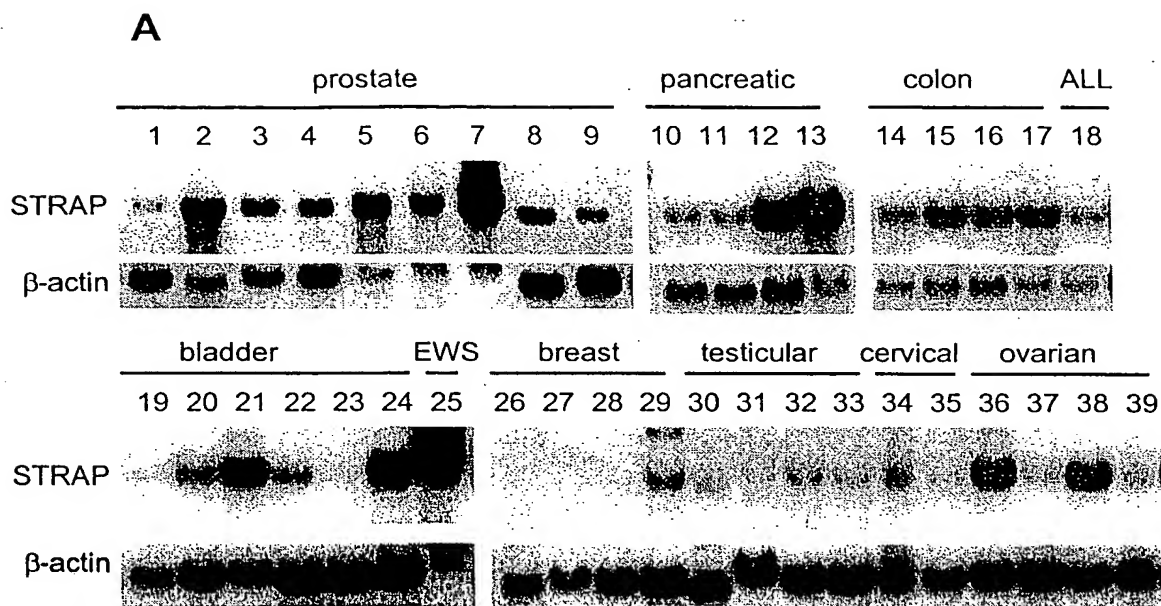 A
prostate pancreatic colon ALL
1 2 3 4 5 6 7 8 9 10 11 12 13 14 15 16 17 18
STRAP
β-actin
bladder EWS breast testicular cervical ovarian
19 20 21 22 23 24 25 26 27 28 29 30 31 32 33 34 35 36 37 38 39
STRAP
β-actin